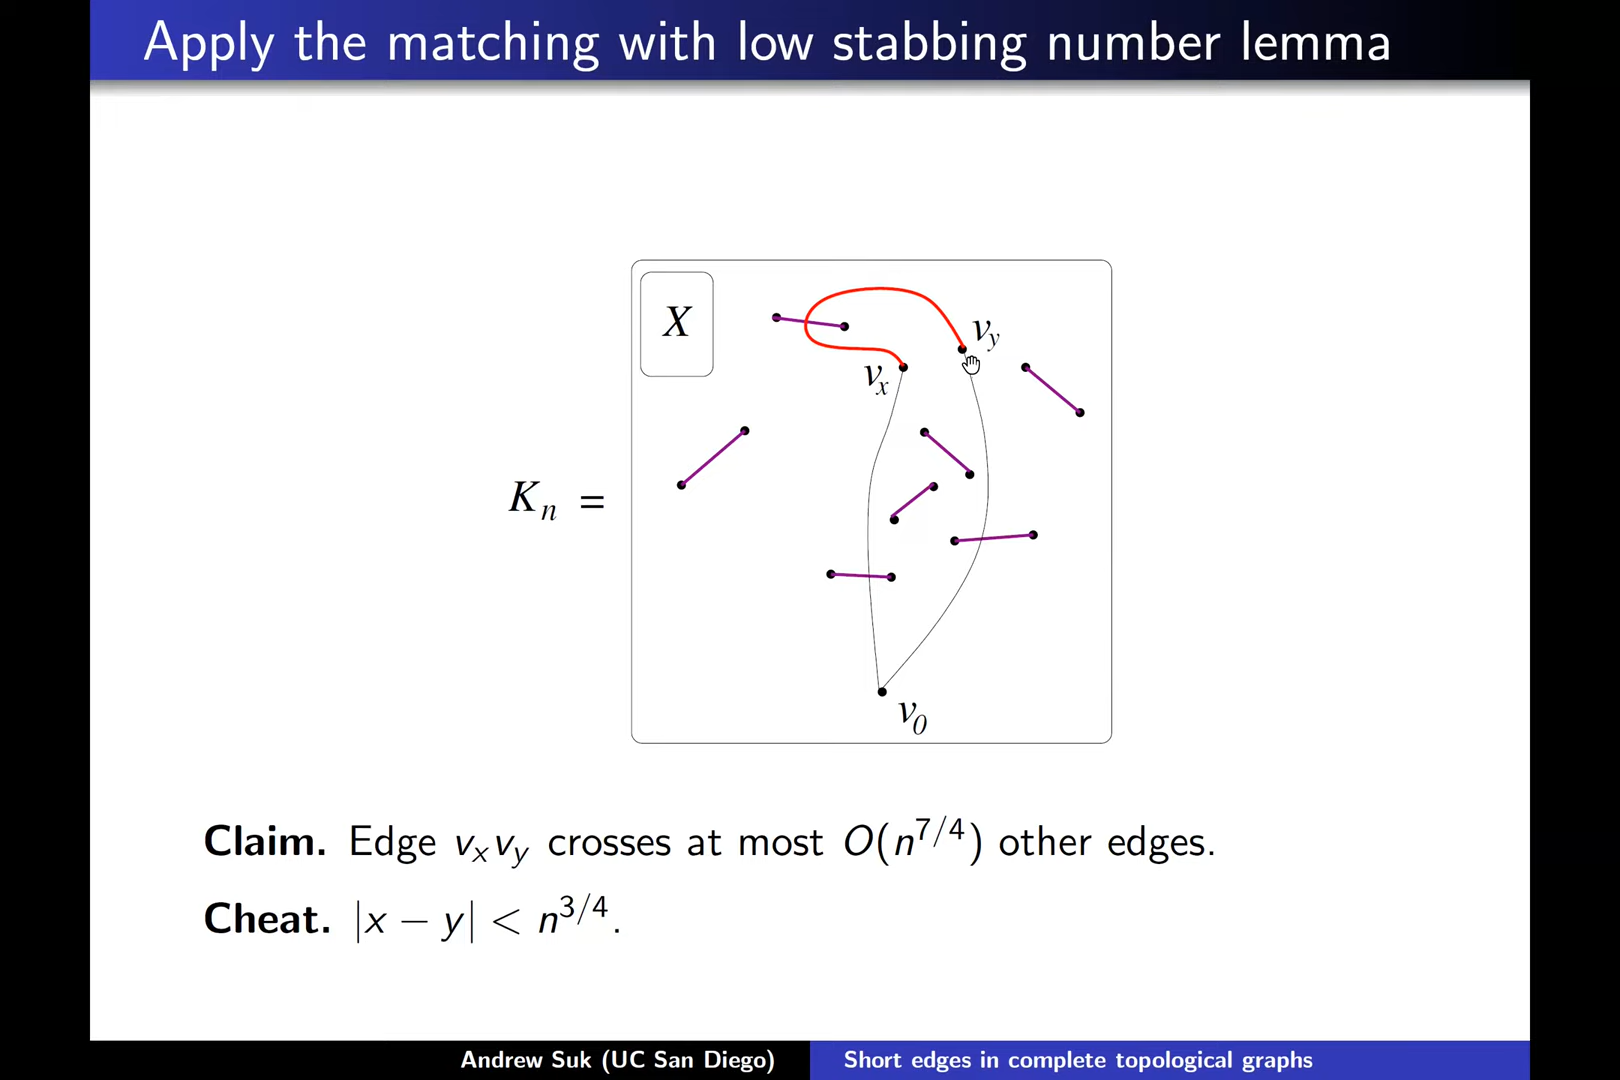 Apply the matching with low stabbing number lemma
X
v_y
v_x
K_n =
v_0
Claim. Edge v_x v_y crosses at most O(n^{7/4}) other edges.
Cheat. |x − y| < n^{3/4}.
Andrew Suk (UC San Diego) Short edges in complete topological graphs